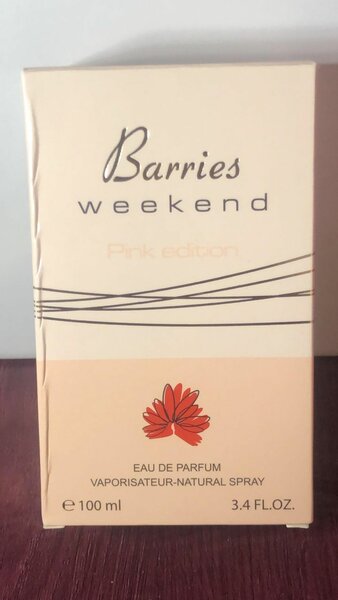 Barries
weekend
Pink edition
EAU DE PARFUM
VAPORISATEUR-NATURAL SPRAY
℮ 100 ml 3.4 FL.OZ.